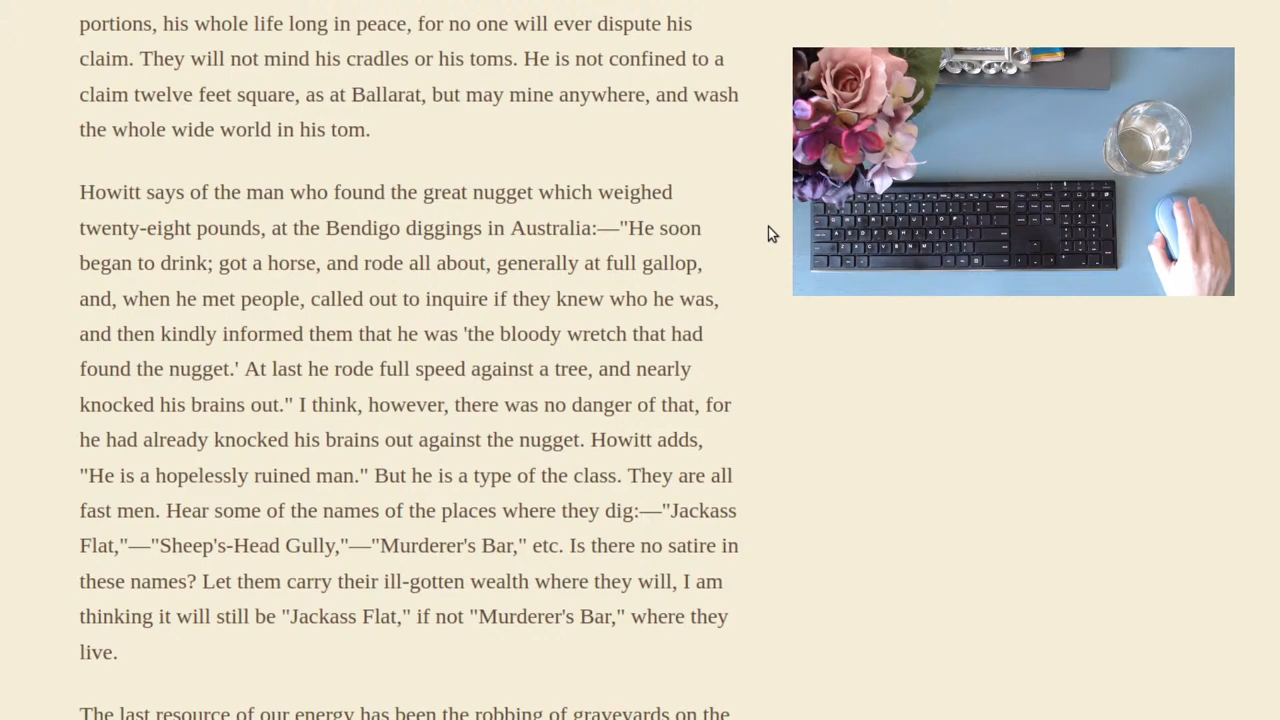 portions, his whole life long in peace, for no one will ever dispute his
claim. They will not mind his cradles or his toms. He is not confined to a
claim twelve feet square, as at Ballarat, but may mine anywhere, and wash
the whole wide world in his tom.
Howitt says of the man who found the great nugget which weighed
twenty-eight pounds, at the Bendigo diggings in Australia:—"He soon
began to drink; got a horse, and rode all about, generally at full gallop,
and, when he met people, called out to inquire if they knew who he was,
and then kindly informed them that he was 'the bloody wretch that had
found the nugget.' At last he rode full speed against a tree, and nearly
knocked his brains out." I think, however, there was no danger of that, for
he had already knocked his brains out against the nugget. Howitt adds,
"He is a hopelessly ruined man." But he is a type of the class. They are all
fast men. Hear some of the names of the places where they dig:—"Jackass
Flat,"—"Sheep's-Head Gully,"—"Murderer's Bar," etc. Is there no satire in
these names? Let them carry their ill-gotten wealth where they will, I am
thinking it will still be "Jackass Flat," if not "Murderer's Bar," where they
live.
The last resource of our energy has been the robbing of graveyards on the